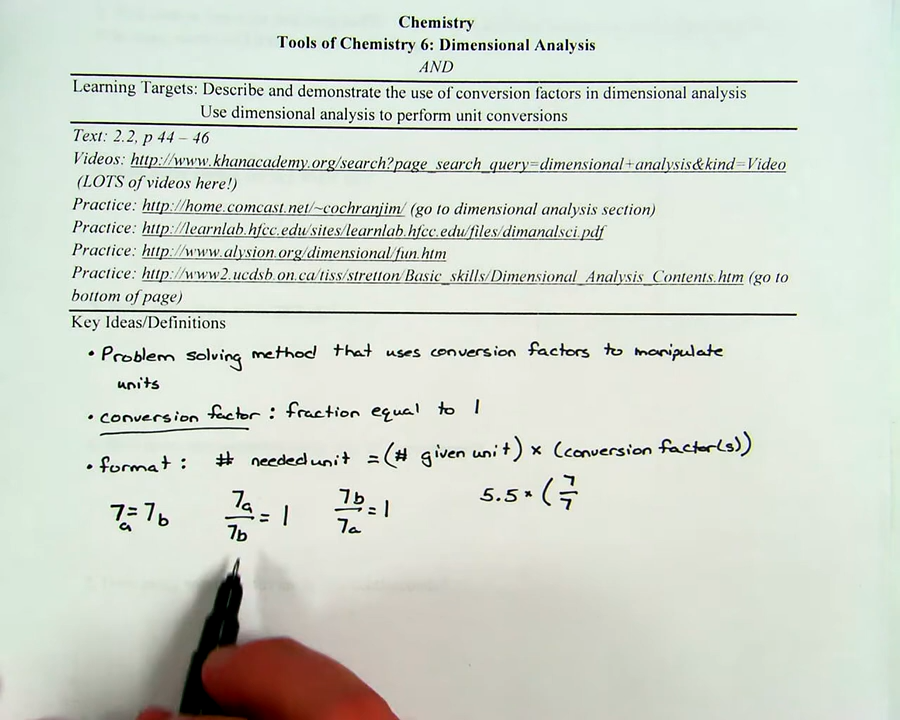 Chemistry
Tools of Chemistry 6: Dimensional Analysis
AND
Learning Targets: Describe and demonstrate the use of conversion factors in dimensional analysis
Use dimensional analysis to perform unit conversions
Text: 2.2, p 44 – 46
Videos: http://www.khanacademy.org/search?page_search_query=dimensional+analysis&kind=Video
(LOTS of videos here!)
Practice: http://home.comcast.net/~cochranjim/ (go to dimensional analysis section)
Practice: http://learnlab.hfcc.edu/sites/learnlab.hfcc.edu/files/dimanalsci.pdf
Practice: http://www.alysion.org/dimensional/fun.htm
Practice: http://www2.ucdsb.on.ca/tiss/stretton/Basic_skills/Dimensional_Analysis_Contents.htm (go to
bottom of page)
Key Ideas/Definitions
• Problem solving method that uses conversion factors to manipulate
units
• conversion factor : fraction equal to 1
• format : # needed unit = (# given unit) × (conversion factor(s))
7a = 7b 7a/7b = 1 7b/7a = 1 5.5 × (7/7